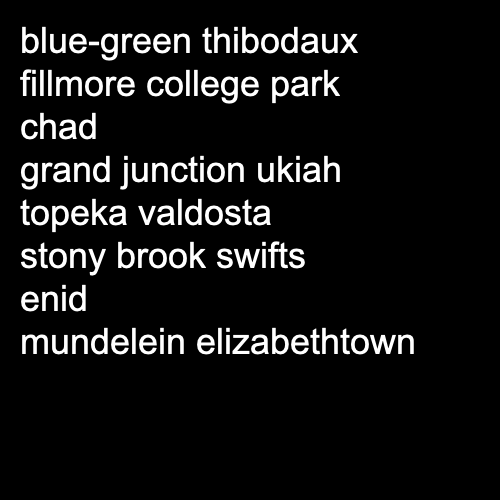 blue-green thibodaux
fillmore college park
chad
grand junction ukiah
topeka valdosta
stony brook swifts
enid
mundelein elizabethtown